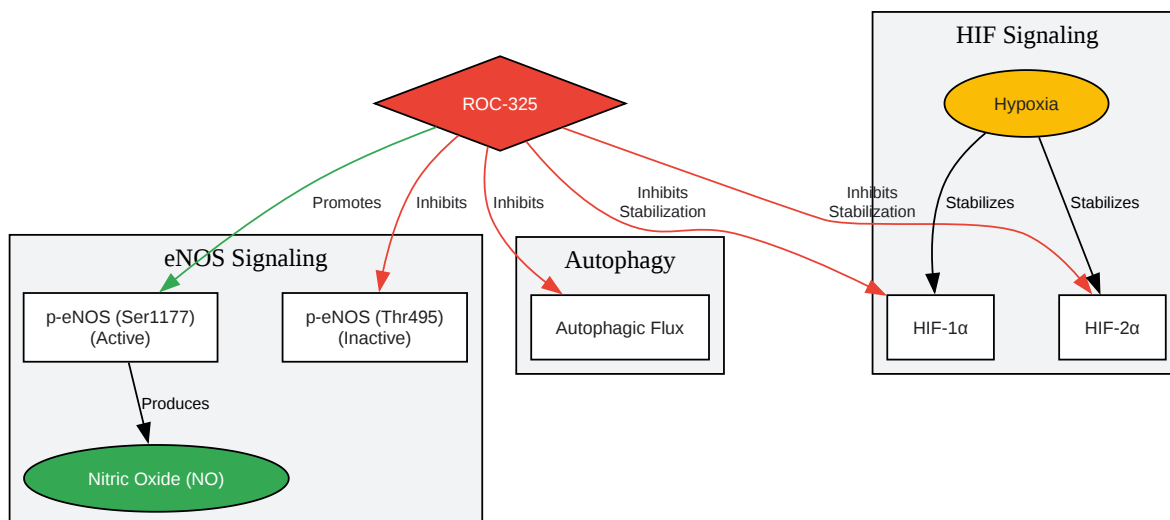 HIF Signaling
Hypoxia
ROC-325
Promotes
Inhibits
Inhibits
Inhibits
Stabilization
Inhibits
Stabilization
Stabilizes
Stabilizes
eNOS Signaling
Autophagy
p-eNOS (Ser1177)
(Active)
p-eNOS (Thr495)
(Inactive)
Autophagic Flux
HIF-1α
HIF-2α
Produces
Nitric Oxide (NO)